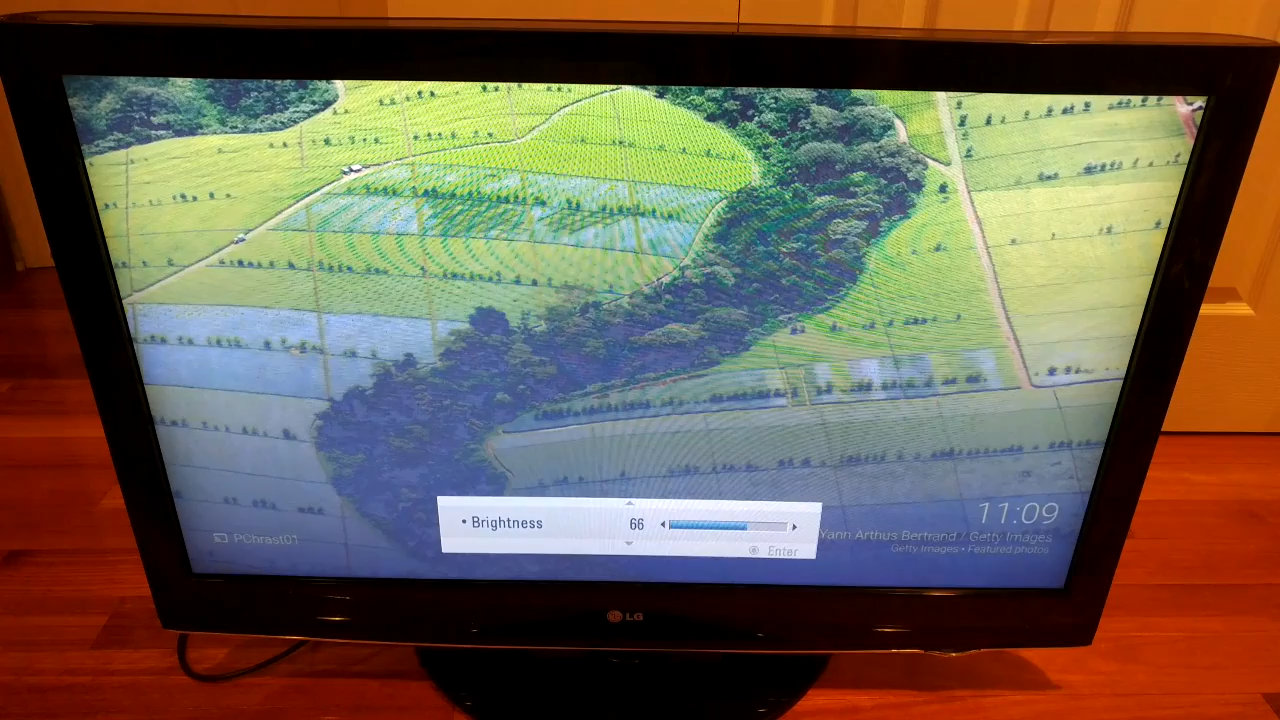 • Brightness 66
Enter
11:09
PChrast01
Yann Arthus Bertrand / Getty Images
Getty Images • Featured photos
LG